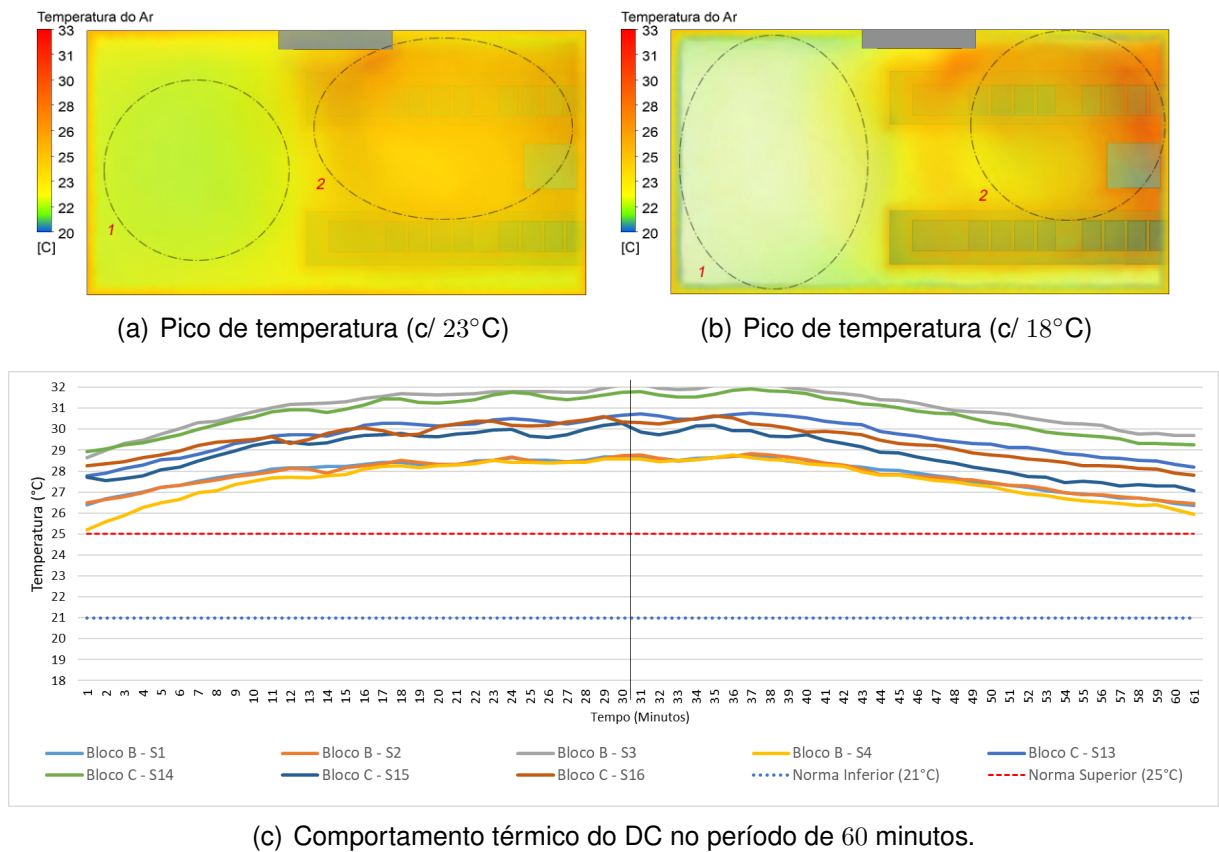 Temperatura do Ar
33
30
28
26
25
23
22
20
[C]
1
2
Temperatura do Ar
33
30
28
26
25
23
22
20
[C]
1
2
(a) Pico de temperatura (c/ 23°C)
(b) Pico de temperatura (c/ 18°C)
Temperatura (°C)
32
31
30
29
28
27
26
25
24
23
22
21
20
19
18
1 2 3 4 5 6 7 8 9 10 11 12 13 14 15 16 17 18 19 20 21 22 23 24 25 26 27 28 29 30 31 32 33 34 35 36 37 38 39 40 41 42 43 44 45 46 47 48 49 50 51 52 53 54 55 56 57 58 59 60 61
Tempo (Minutos)
Bloco B - S1 Bloco B - S2 Bloco B - S3 Bloco B - S4 Bloco C - S13
Bloco C - S14 Bloco C - S15 Bloco C - S16 Norma Inferior (21°C) Norma Superior (25°C)
(c) Comportamento térmico do DC no período de 60 minutos.